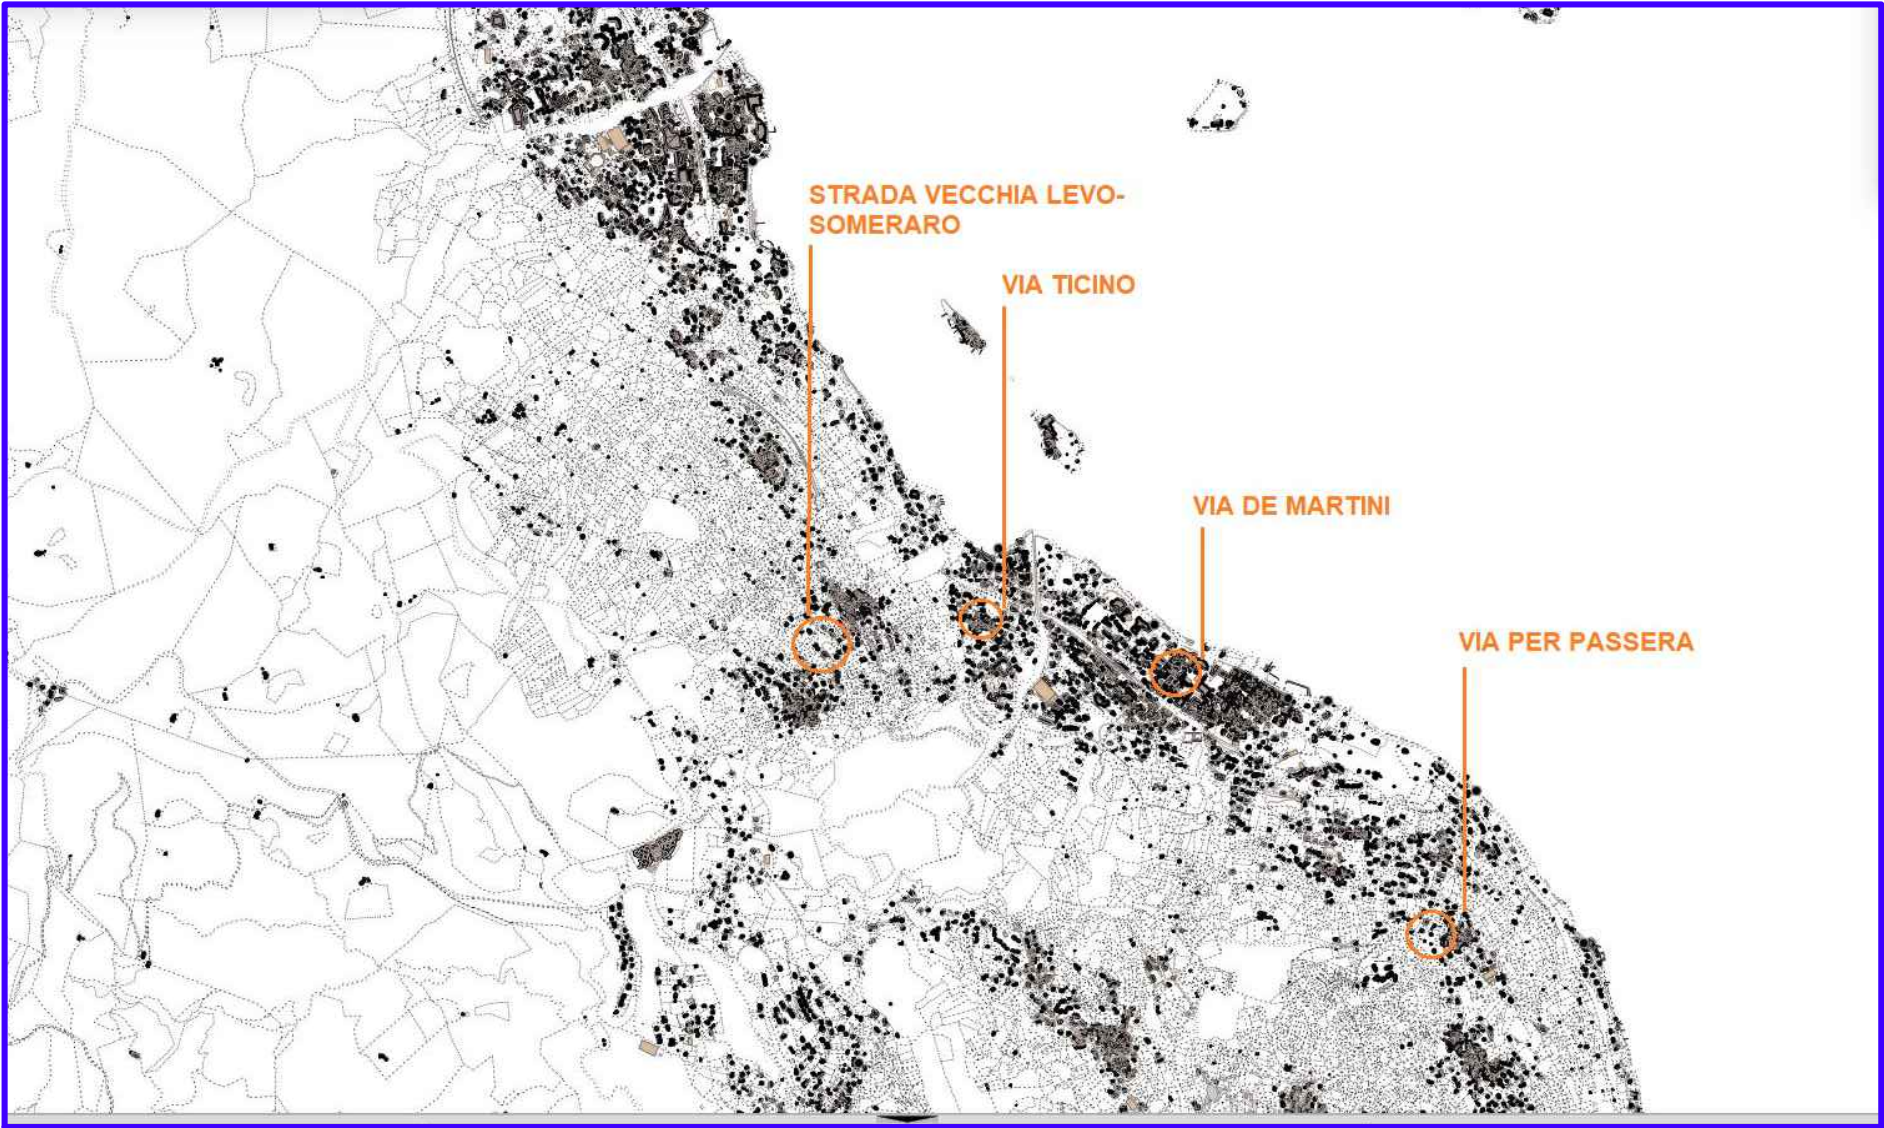 STRADA VECCHIA LEVO-
SOMERARO
VIA TICINO
VIA DE MARTINI
VIA PER PASSERA